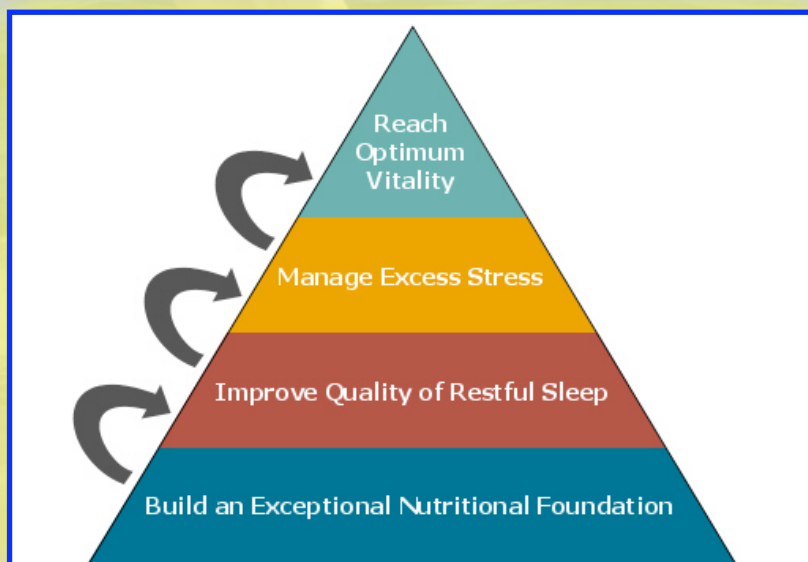 Reach
Optimum
Vitality
Manage Excess Stress
Improve Quality of Restful Sleep
Build an Exceptional Nutritional Foundation